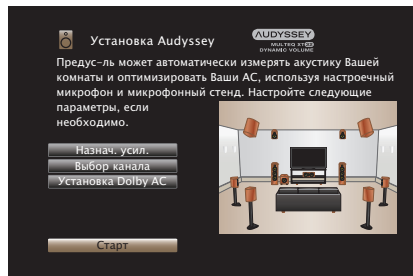 Установка Audyssey
AUDYSSEY
MULTEQ XT32
DYNAMIC VOLUME
Предус-ль может автоматически измерять акустику Вашей
комнаты и оптимизировать Ваши АС, используя настроечный
микрофон и микрофонный стенд. Настройте следующие
параметры, если
необходимо.
Назнач. усил.
Выбор канала
Установка Dolby АС
Старт